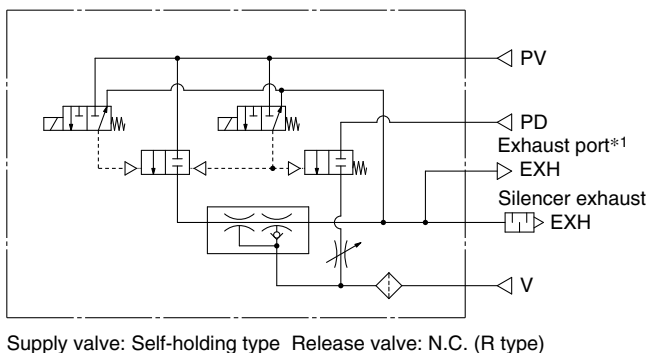 PV
PD
Exhaust port*1
EXH
Silencer exhaust
EXH
V
Supply valve: Self-holding type Release valve: N.C. (R type)